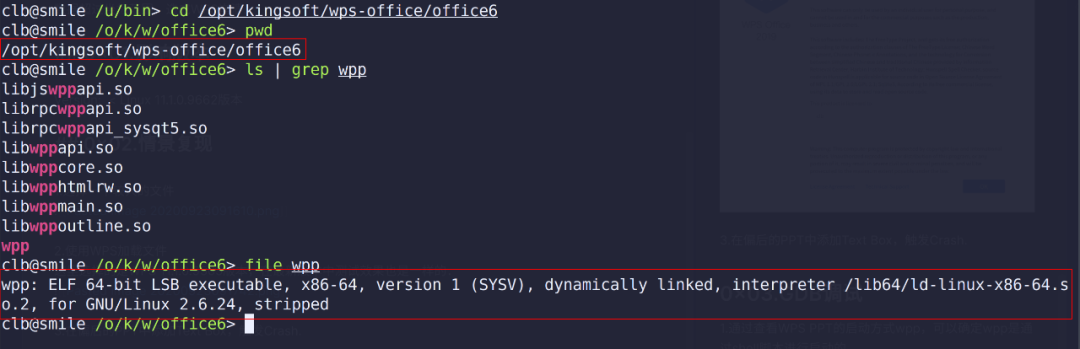 clb@smile /u/bin> cd /opt/kingsoft/wps-office/office6
clb@smile /o/k/w/office6> pwd
/opt/kingsoft/wps-office/office6
clb@smile /o/k/w/office6> ls | grep wpp
libjswppapi.so
librpcwppapi.so
librpcwppapi_sysqt5.so
libwppapi.so
libwppcore.so
libwpphtmlrw.so
libwppmain.so
libwppoutline.so
wpp
clb@smile /o/k/w/office6> file wpp
wpp: ELF 64-bit LSB executable, x86-64, version 1 (SYSV), dynamically linked, interpreter /lib64/ld-linux-x86-64.s
o.2, for GNU/Linux 2.6.24, stripped
clb@smile /o/k/w/office6>